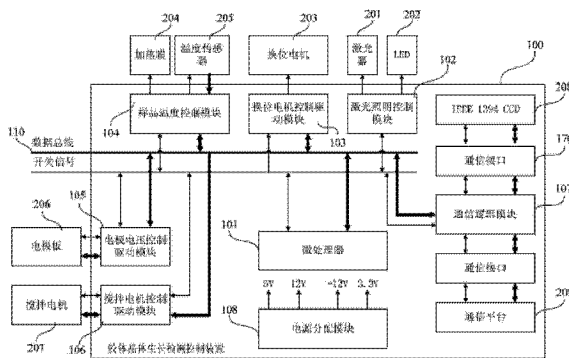 204
205
203
201
202
加热膜
温度传感器
换位电机
激光器
LED
102
100
样品温度控制模块
换位电机控制驱动模块
激光照明控制模块
IEEE 1394 CCD
208
104
103
110
数据总线
开关信号
通信接口
170
206
105
101
107
电极板
电极电压控制驱动模块
微处理器
通信管理模块
搅拌电机
搅拌电机控制驱动模块
5V
12V
-12V
3.3V
通信接口
207
106
108
电源分配模块
通信平台
209
胶体晶体生长检测控制装置